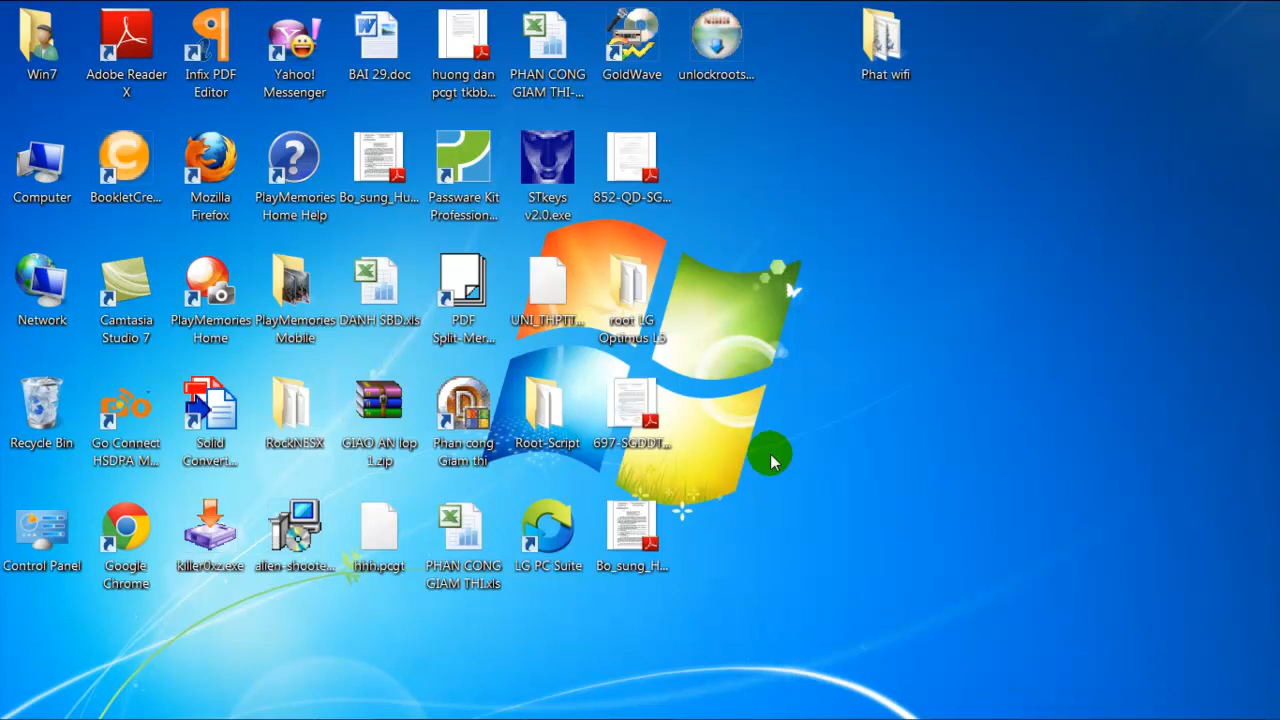 Win7
Adobe Reader
X
Infix PDF
Editor
Yahoo!
Messenger
BAI 29.doc
huong dan
pcgt tkbb...
PHAN CONG
GIAM THI-...
GoldWave
unlockroots...
Phat wifi
Computer
BookletCre...
Mozilla
Firefox
PlayMemories
Home Help
Bo_sung_Hu...
Passware Kit
Profession...
STkeys
v2.0.exe
852-QD-SG...
Network
Camtasia
Studio 7
PlayMemories
Home
PlayMemories
Mobile
DANH SBD.xls
PDF
Split-Mer...
UNI_THPTT...
root LG
Optimus L3
Recycle Bin
Go Connect
HSDPA M...
Solid
Convert...
RockNESX
GIAO AN lop
1.zip
Phan cong
Giam thi
Root-Script
697-SGDDT...
Control Panel
Google
Chrome
Killer0xz.exe
alien-shoote...
hhh.pcgt
PHAN CONG
GIAM THI.xls
LG PC Suite
Bo_sung_H...